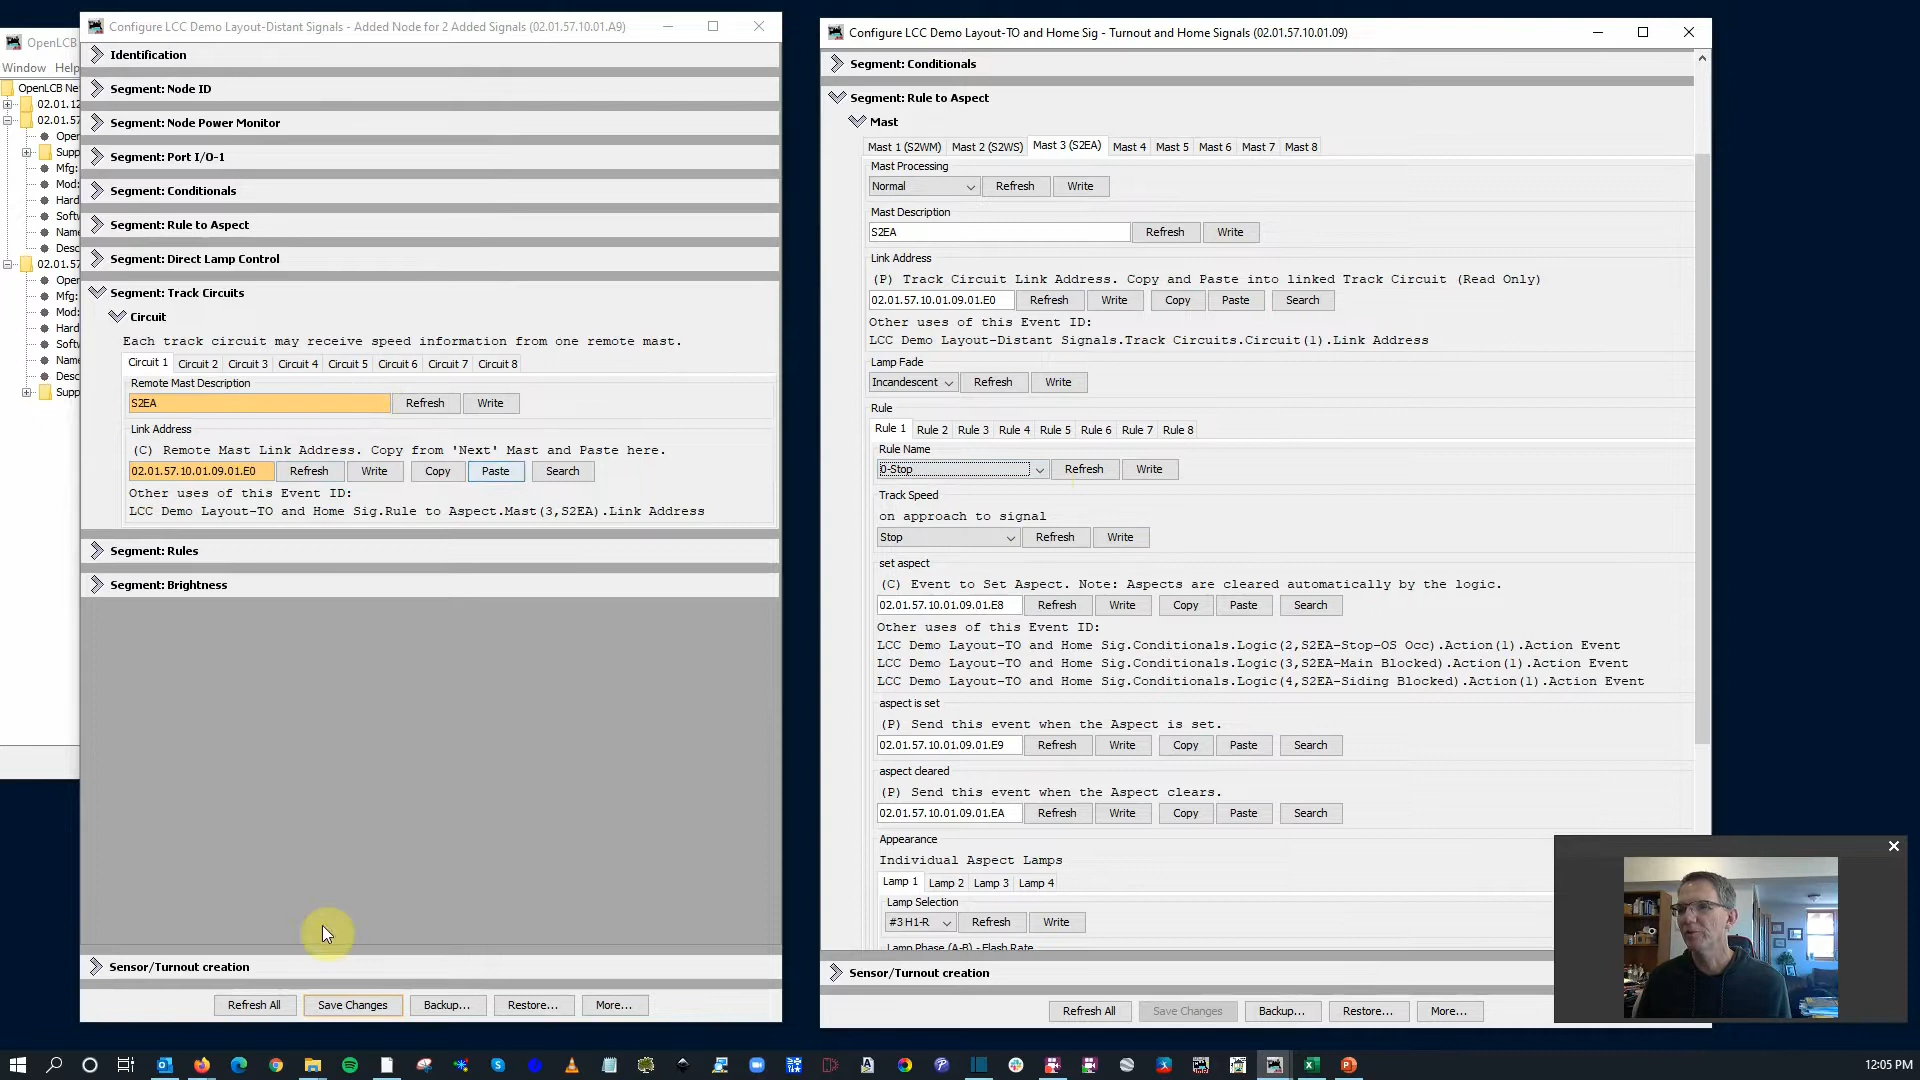 OpenLCB
Window Help
OpenLCB Ne
02.01.12
02.01.57
Oper
Supp
Mfg:
Mod:
Hard
Softv
Name
Desc
02.01.57
Oper
Mfg:
Mod:
Hard
Softv
Name
Desc
Supp
Configure LCC Demo Layout-Distant Signals - Added Node for 2 Added Signals (02.01.57.10.01.A9)
Identification
Segment: Node ID
Segment: Node Power Monitor
Segment: Port I/O-1
Segment: Conditionals
Segment: Rule to Aspect
Segment: Direct Lamp Control
Segment: Track Circuits
Circuit
Each track circuit may receive speed information from one remote mast.
Circuit 1 Circuit 2 Circuit 3 Circuit 4 Circuit 5 Circuit 6 Circuit 7 Circuit 8
Remote Mast Description
S2EA Refresh Write
Link Address
(C) Remote Mast Link Address. Copy from 'Next' Mast and Paste here.
02.01.57.10.01.09.01.E0 Refresh Write Copy Paste Search
Other uses of this Event ID:
LCC Demo Layout-TO and Home Sig.Rule to Aspect.Mast(3,S2EA).Link Address
Segment: Rules
Segment: Brightness
Sensor/Turnout creation
Refresh All Save Changes Backup... Restore... More...
Configure LCC Demo Layout-TO and Home Sig - Turnout and Home Signals (02.01.57.10.01.09)
Segment: Conditionals
Segment: Rule to Aspect
Mast
Mast 1 (S2WM) Mast 2 (S2WS) Mast 3 (S2EA) Mast 4 Mast 5 Mast 6 Mast 7 Mast 8
Mast Processing
Normal Refresh Write
Mast Description
S2EA Refresh Write
Link Address
(P) Track Circuit Link Address. Copy and Paste into linked Track Circuit (Read Only)
02.01.57.10.01.09.01.E0 Refresh Write Copy Paste Search
Other uses of this Event ID:
LCC Demo Layout-Distant Signals.Track Circuits.Circuit(1).Link Address
Lamp Fade
Incandescent Refresh Write
Rule
Rule 1 Rule 2 Rule 3 Rule 4 Rule 5 Rule 6 Rule 7 Rule 8
Rule Name
0-Stop Refresh Write
Track Speed
on approach to signal
Stop Refresh Write
set aspect
(C) Event to Set Aspect. Note: Aspects are cleared automatically by the logic.
02.01.57.10.01.09.01.E8 Refresh Write Copy Paste Search
Other uses of this Event ID:
LCC Demo Layout-TO and Home Sig.Conditionals.Logic(2,S2EA-Stop-OS Occ).Action(1).Action Event
LCC Demo Layout-TO and Home Sig.Conditionals.Logic(3,S2EA-Main Blocked).Action(1).Action Event
LCC Demo Layout-TO and Home Sig.Conditionals.Logic(4,S2EA-Siding Blocked).Action(1).Action Event
aspect is set
(P) Send this event when the Aspect is set.
02.01.57.10.01.09.01.E9 Refresh Write Copy Paste Search
aspect cleared
(P) Send this event when the Aspect clears.
02.01.57.10.01.09.01.EA Refresh Write Copy Paste Search
Appearance
Individual Aspect Lamps
Lamp 1 Lamp 2 Lamp 3 Lamp 4
Lamp Selection
#3 H1-R Refresh Write
Lamp Phase (A-B) - Flash Rate
Sensor/Turnout creation
Refresh All Save Changes Backup... Restore... More...
12:05 PM